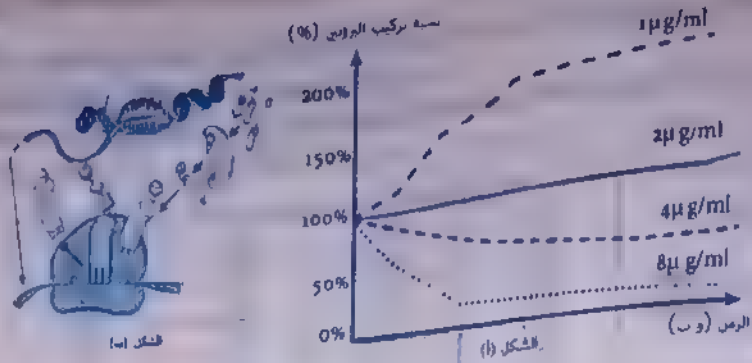 نسبة تركيب البروتين (%)
1µg/ml
200%
2µg/ml
150%
100%
4µg/ml
50%
8µg/ml
0%
الزمن (و ب)
الشكل (أ)
الشكل (ب)